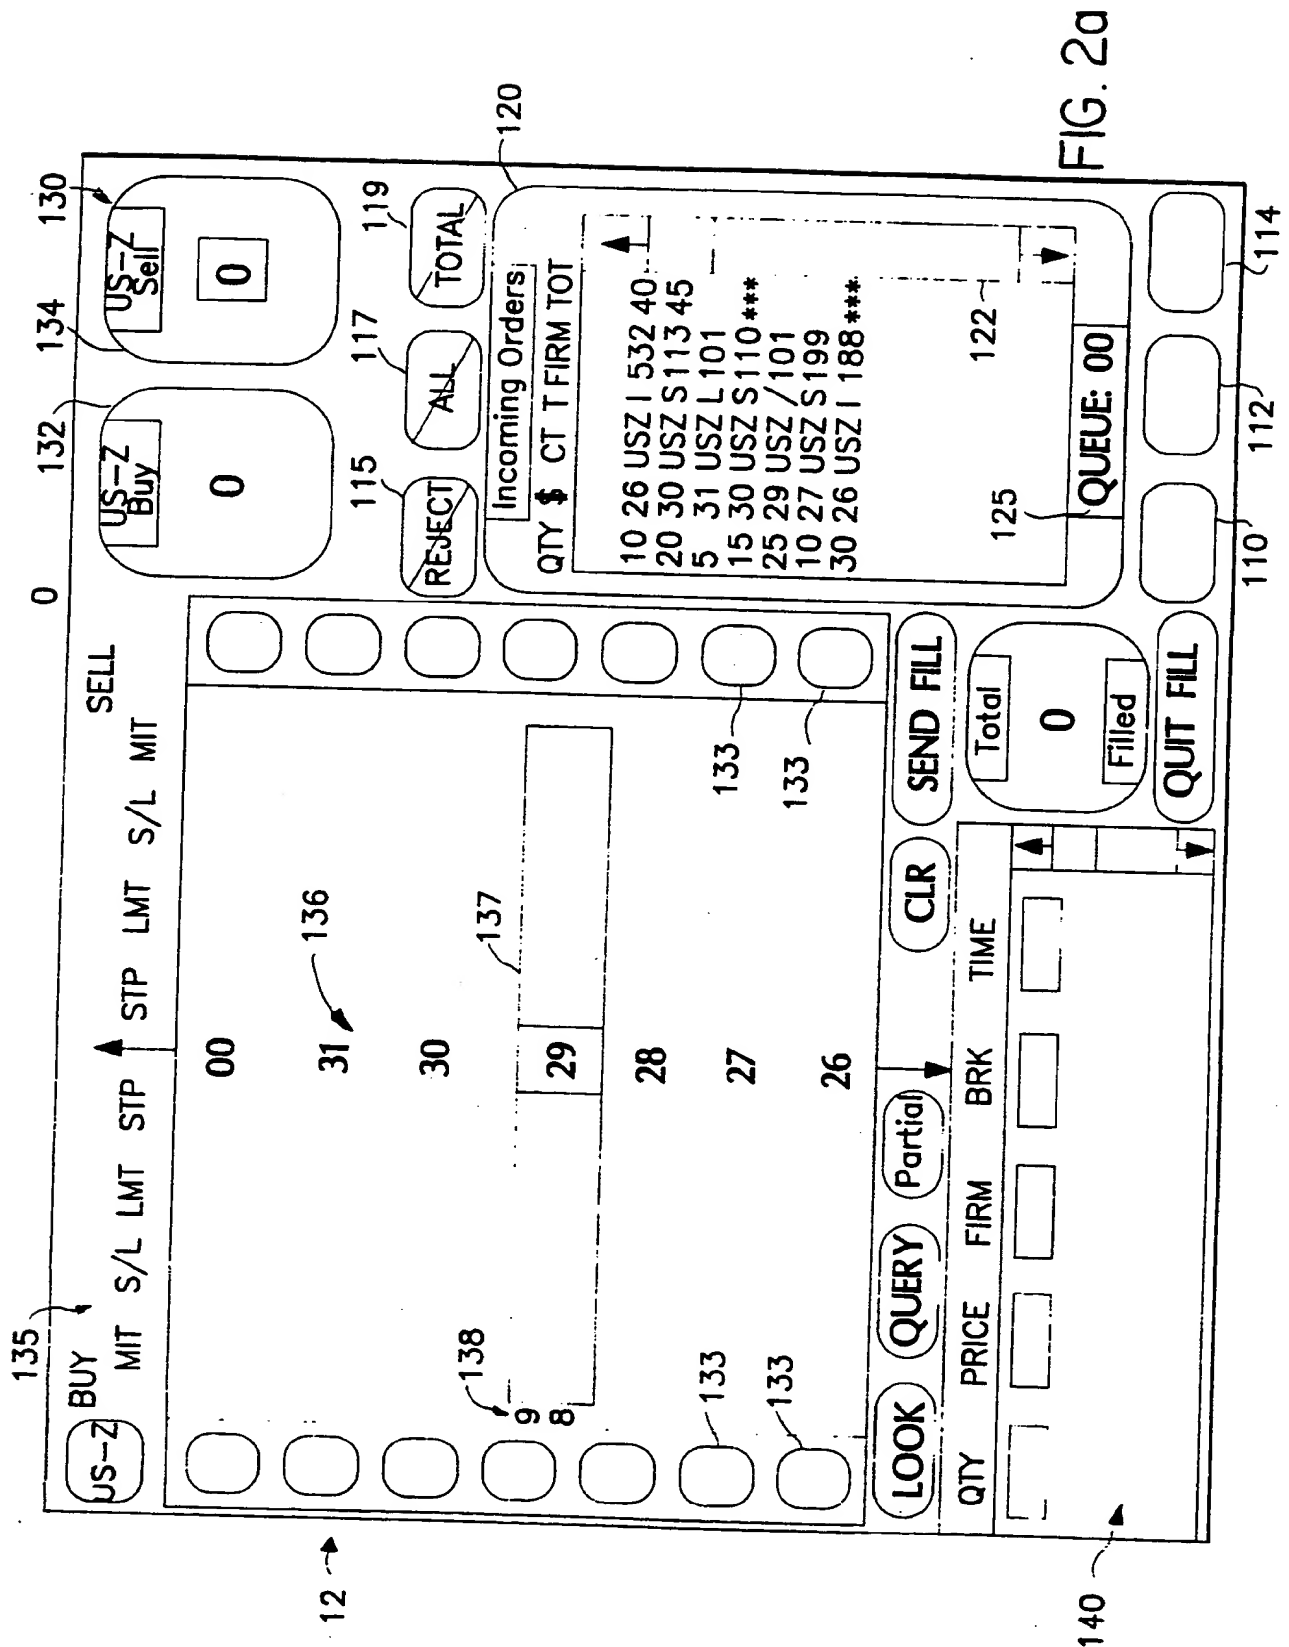 0
132
134
130
135
US-Z
BUY
SELL
MIT S/L LMT STP STP LMT S/L MIT
US-Z
Buy
0
US-Z
Sell
0
115
117
119
REJECT
ALL
TOTAL
120
12
00
31
136
30
138
137
9
8
29
28
27
26
133
133
133
133
Incoming Orders
QTY $ CT T FIRM TOT
10 26 USZ I 532 40
20 30 USZ S 113 45
5 31 USZ L 101
15 30 USZ S 110 ***
25 29 USZ / 101
10 27 USZ S 199
30 26 USZ I 188 ***
122
125
QUEUE: 00
LOOK
QUERY
Partial
CLR
SEND FILL
QTY PRICE FIRM BRK TIME
Total
0
Filled
QUIT FILL
140
110
112
114
FIG. 2a